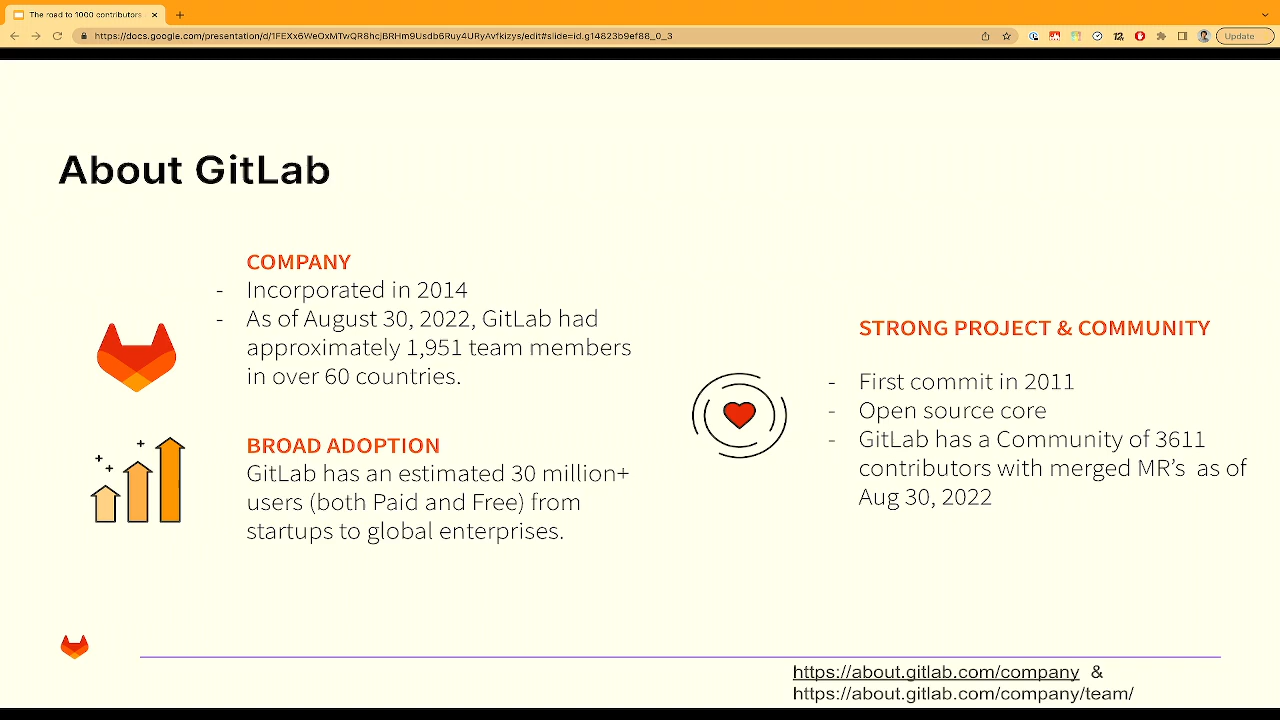 The road to 1000 contributors
https://docs.google.com/presentation/d/1FEXx6WeOxMTwQR8hcjBRHm9Usdb6Ruy4URyAvfkizys/edit#slide=id.g14823b9ef88_0_3
Update
About GitLab
COMPANY
- Incorporated in 2014
- As of August 30, 2022, GitLab had
approximately 1,951 team members
in over 60 countries.
BROAD ADOPTION
GitLab has an estimated 30 million+
users (both Paid and Free) from
startups to global enterprises.
STRONG PROJECT & COMMUNITY
- First commit in 2011
- Open source core
- GitLab has a Community of 3611
contributors with merged MR’s as of
Aug 30, 2022
https://about.gitlab.com/company &
https://about.gitlab.com/company/team/